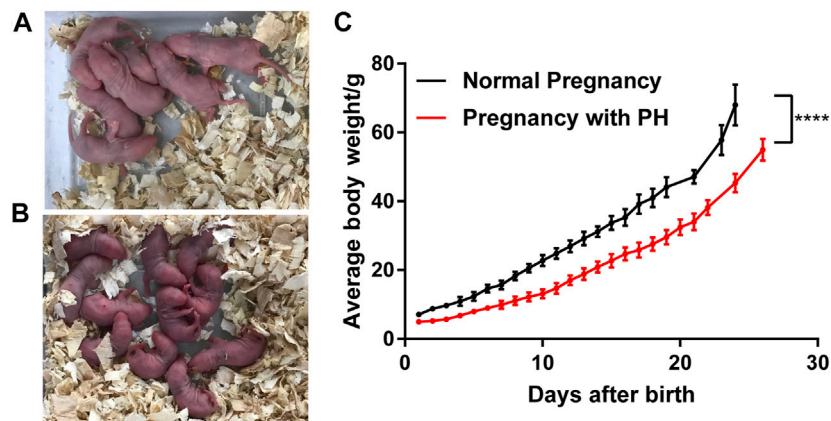 A
B
C
Average body weight/g
80
60
40
20
0
Normal Pregnancy
Pregnancy with PH
****
0
10
20
30
Days after birth